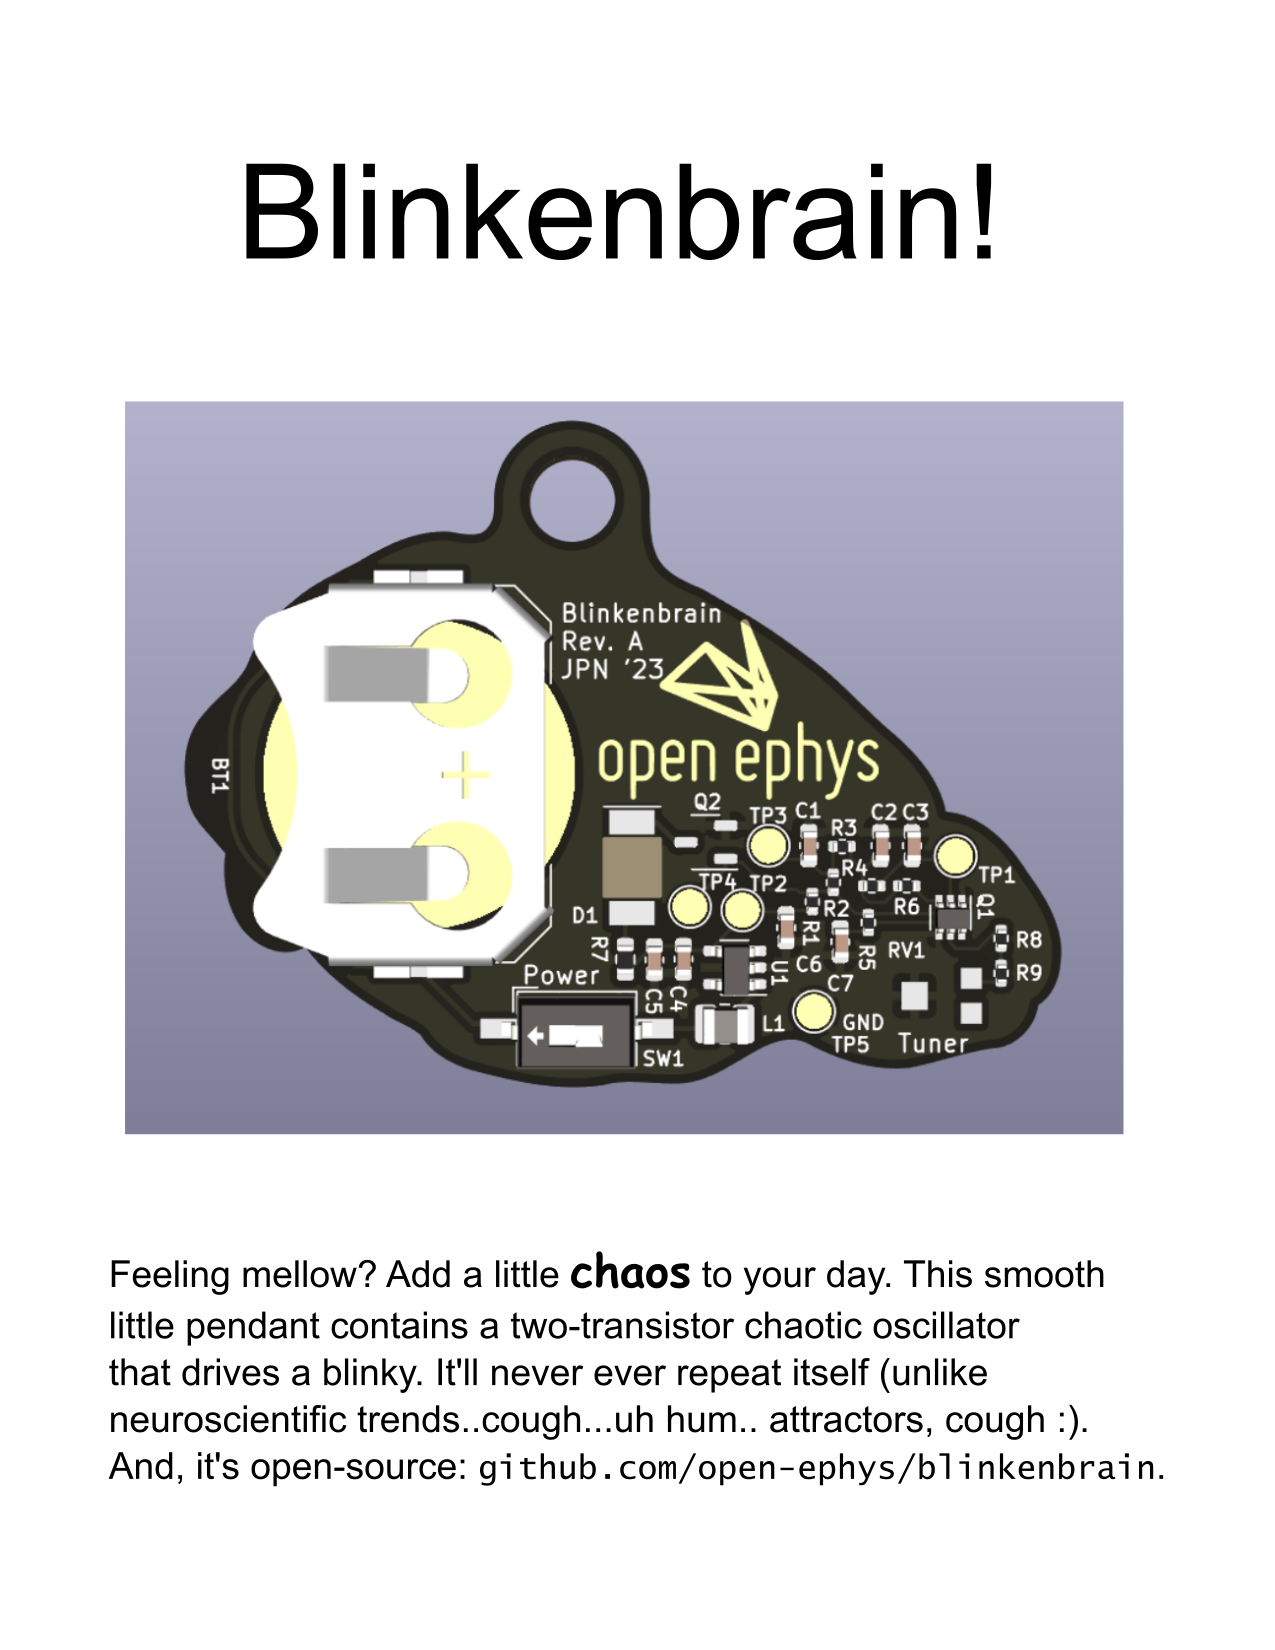 Blinkenbrain!
Blinkenbrain
Rev. A
JPN '23
open ephys
BT1
Q2
TP3
C1
C2
C3
R3
R4
TP4
TP2
TP1
D1
R2
R6
Q1
R7
R1
R5
RV1
R8
C6
U1
R9
Power
C5
C4
C7
L1
GND
TP5
Tuner
SW1
Feeling mellow? Add a little chaos to your day. This smooth
little pendant contains a two-transistor chaotic oscillator
that drives a blinky. It'll never ever repeat itself (unlike
neuroscientific trends..cough...uh hum.. attractors, cough :).
And, it's open-source: github.com/open-ephys/blinkenbrain.